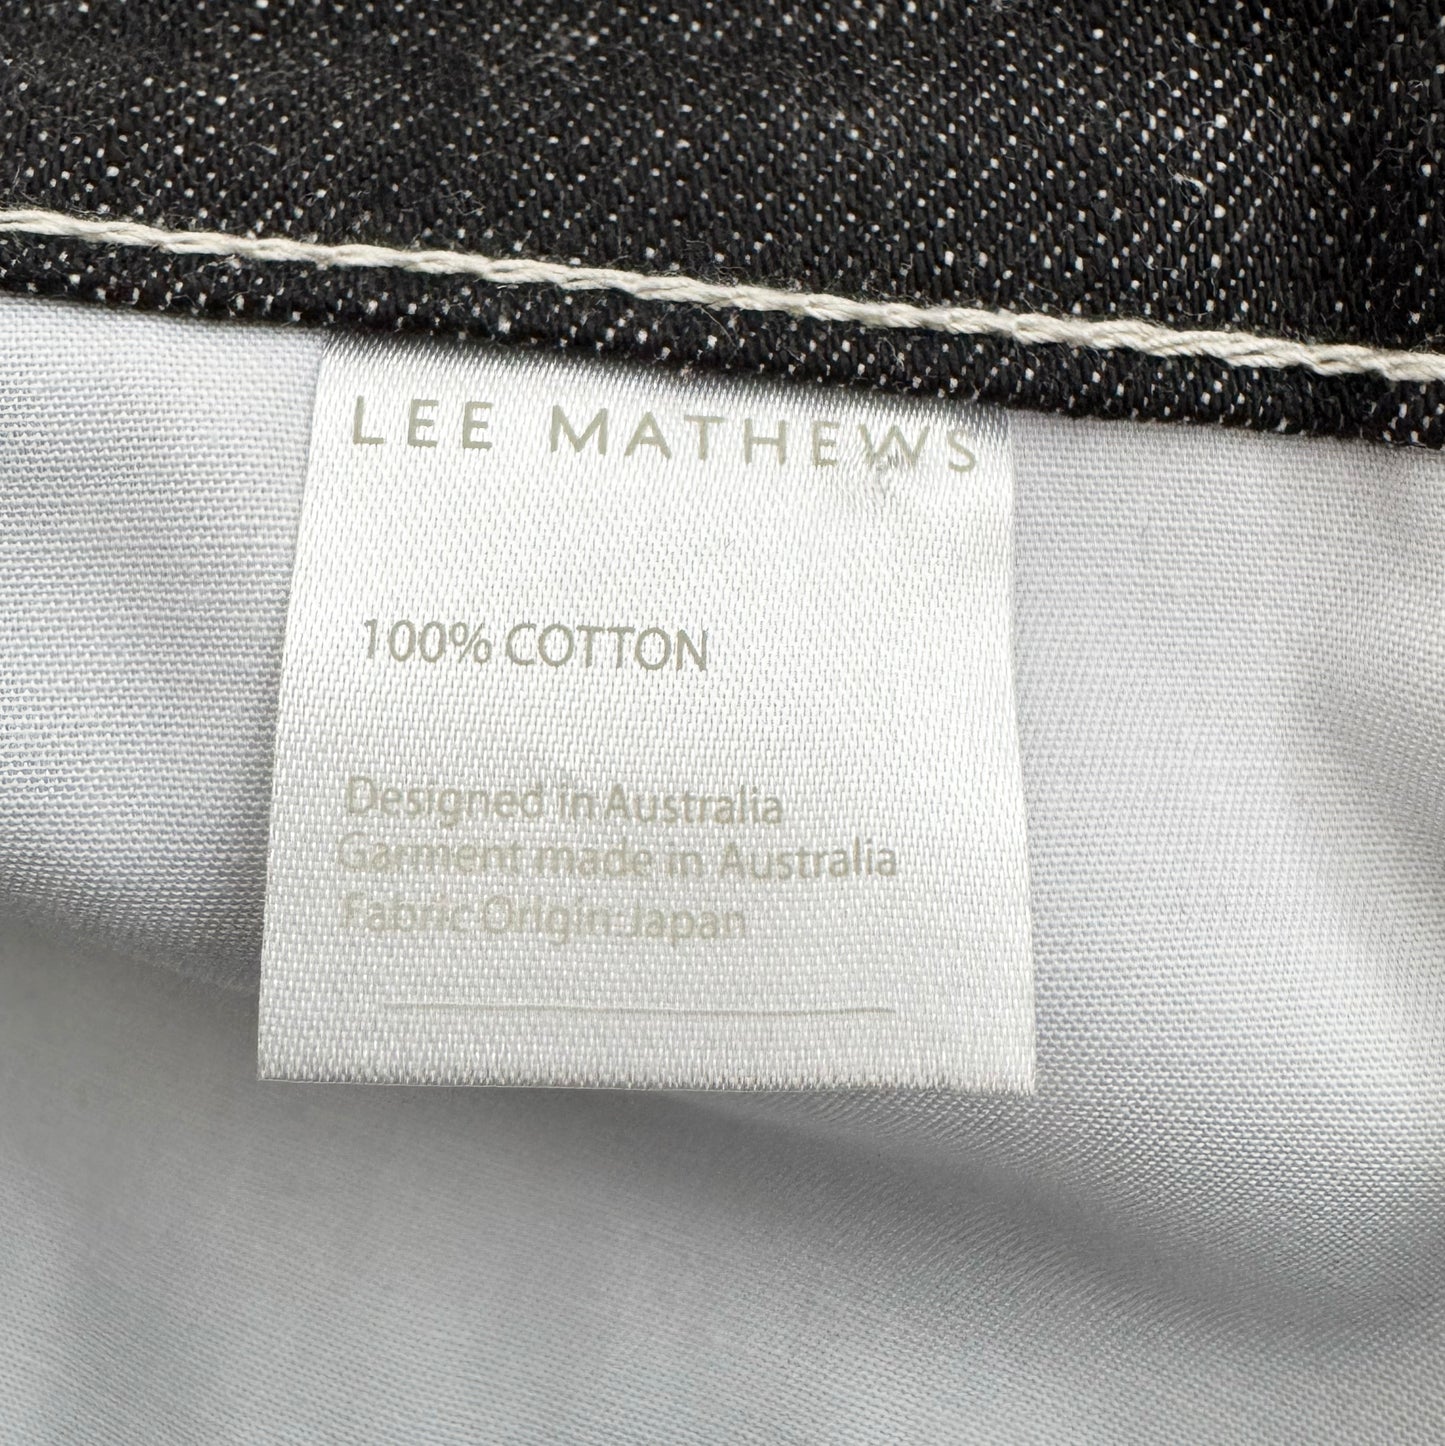 LEE MATHEWS
100% COTTON
Designed in Australia
Garment made in Australia
Fabric Origin Japan